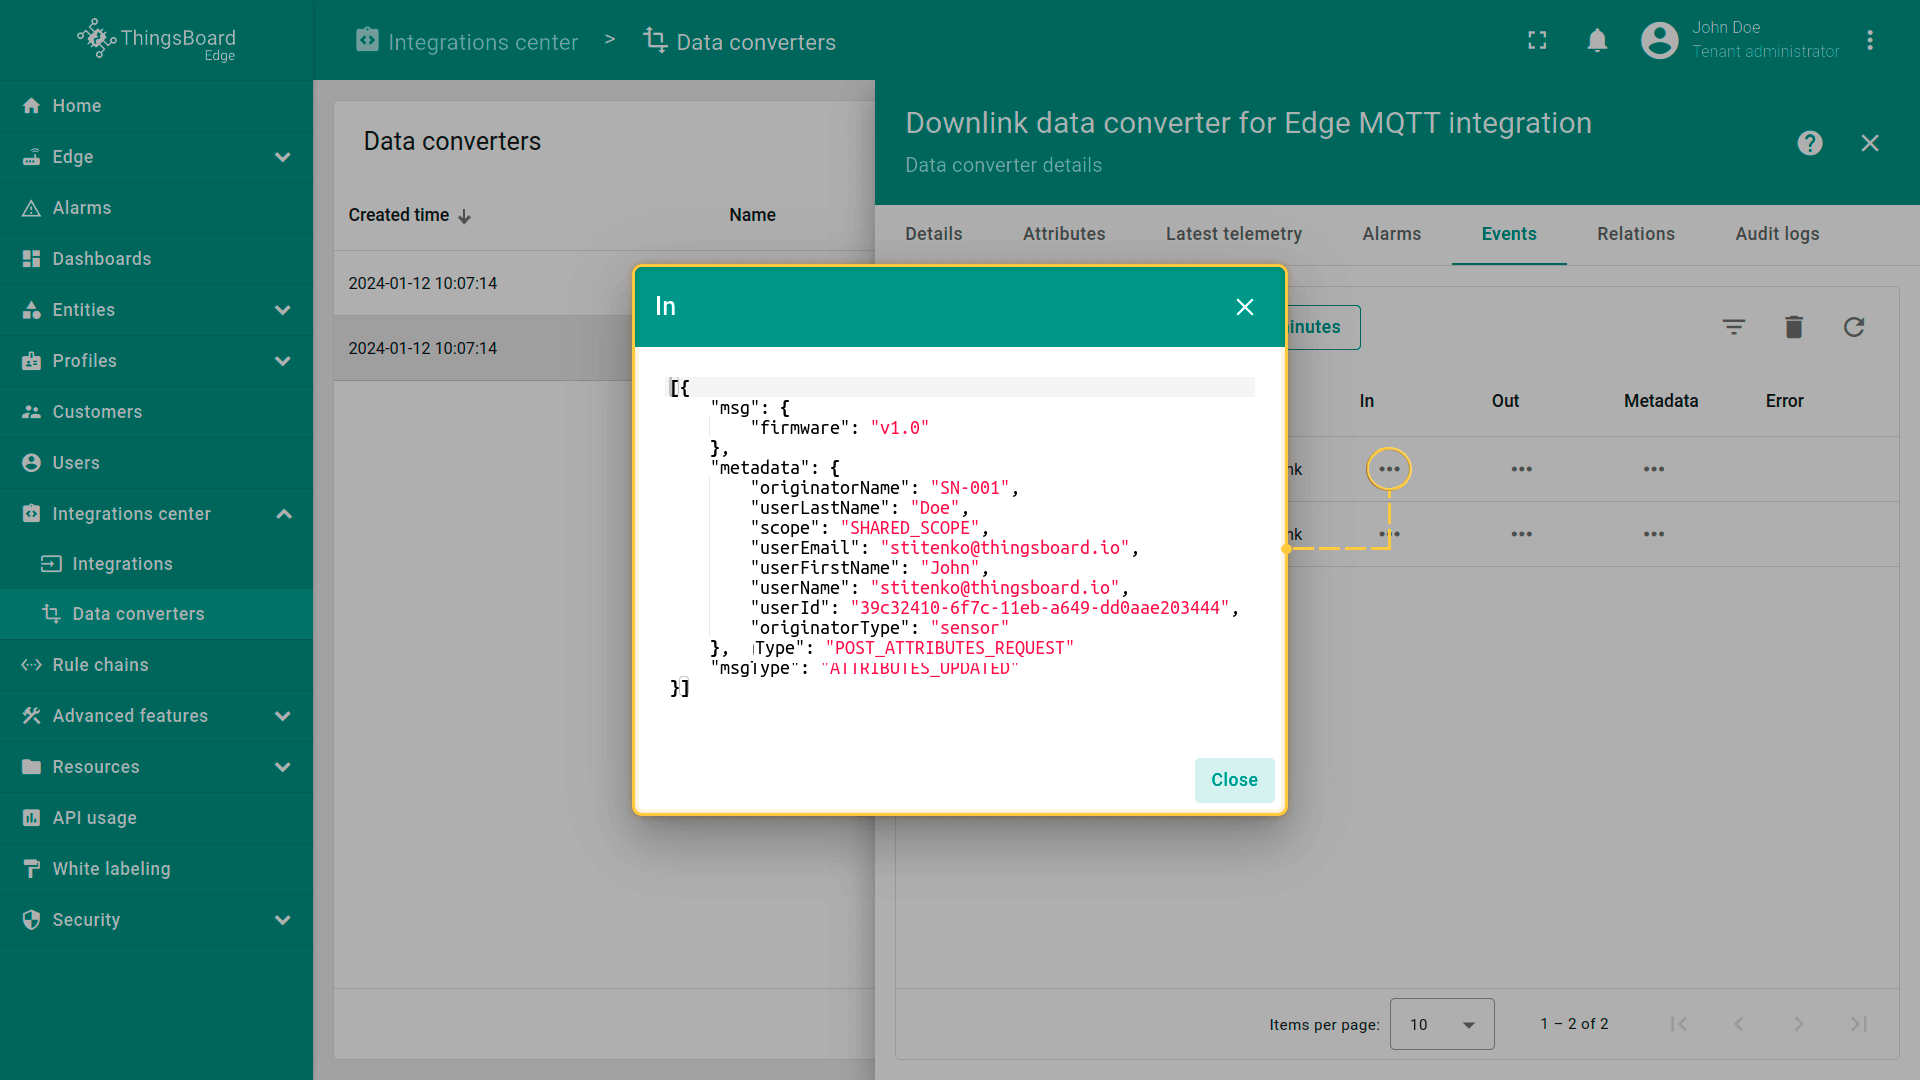 ThingsBoard
Edge
Integrations center > Data converters
John Doe
Tenant administrator
Home
Edge
Alarms
Dashboards
Entities
Profiles
Customers
Users
Integrations center
Integrations
Data converters
Rule chains
Advanced features
Resources
API usage
White labeling
Security
Data converters
Created time Name
2024-01-12 10:07:14
2024-01-12 10:07:14
Downlink data converter for Edge MQTT integration
Data converter details
Details Attributes Latest telemetry Alarms Events Relations Audit logs
inutes
In Out Metadata Error
nk
nk
In
[{
"msg": {
"firmware": "v1.0"
},
"metadata": {
"originatorName": "SN-001",
"userLastName": "Doe",
"scope": "SHARED_SCOPE",
"userEmail": "stitenko@thingsboard.io",
"userFirstName": "John",
"userName": "stitenko@thingsboard.io",
"userId": "39c32410-6f7c-11eb-a649-dd0aae203444",
"originatorType": "sensor"
}, Type": "POST_ATTRIBUTES_REQUEST"
"msgType": "ATTRIBUTES_UPDATED"
}]
Close
Items per page: 10 1 – 2 of 2